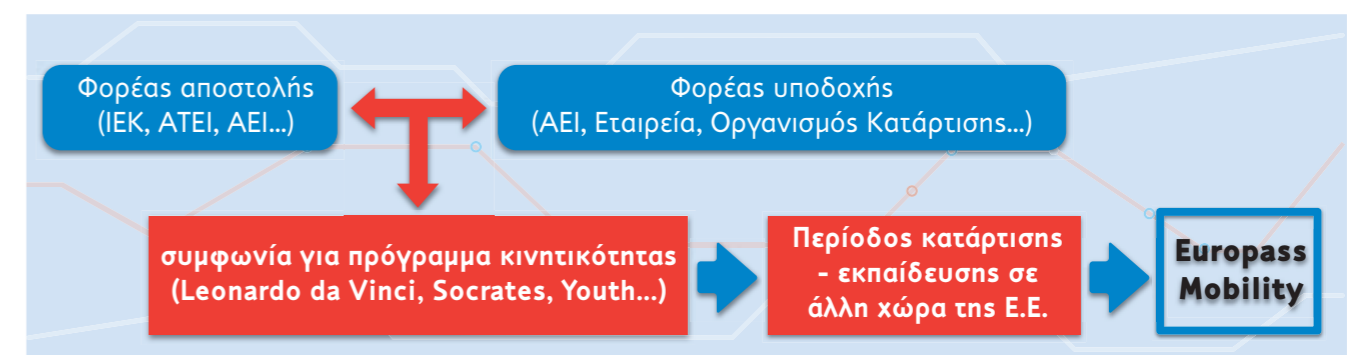 Φορέας αποστολής
(ΙΕΚ, ΑΤΕΙ, ΑΕΙ...)
Φορέας υποδοχής
(ΑΕΙ, Εταιρεία, Οργανισμός Κατάρτισης...)
συμφωνία για πρόγραμμα κινητικότητας
(Leonardo da Vinci, Socrates, Youth...)
Περίοδος κατάρτισης
- εκπαίδευσης σε
άλλη χώρα της Ε.Ε.
Europass
Mobility